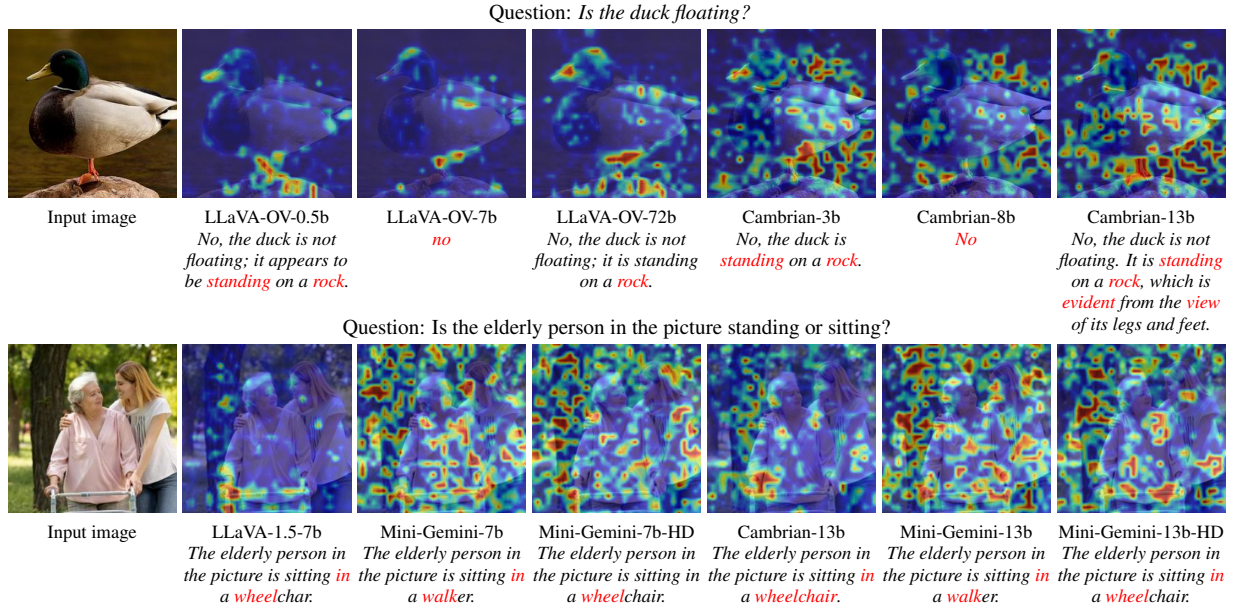 Question: Is the duck floating?
Input image
LLaVA-OV-0.5b
No, the duck is not
floating; it appears to
be standing on a rock.
LLaVA-OV-7b
no
LLaVA-OV-72b
No, the duck is not
floating; it is standing
on a rock.
Cambrian-3b
No, the duck is
standing on a rock.
Cambrian-8b
No
Cambrian-13b
No, the duck is not
floating. It is standing
on a rock, which is
evident from the view
of its legs and feet.
Question: Is the elderly person in the picture standing or sitting?
Input image
LLaVA-1.5-7b
The elderly person in
the picture is sitting in
a wheelchar.
Mini-Gemini-7b
The elderly person in
the picture is sitting in
a walker.
Mini-Gemini-7b-HD
The elderly person in
the picture is sitting in
a wheelchair.
Cambrian-13b
The elderly person in
the picture is sitting in
a wheelchair.
Mini-Gemini-13b
The elderly person in
the picture is sitting in
a walker.
Mini-Gemini-13b-HD
The elderly person in
the picture is sitting in
a wheelchair.